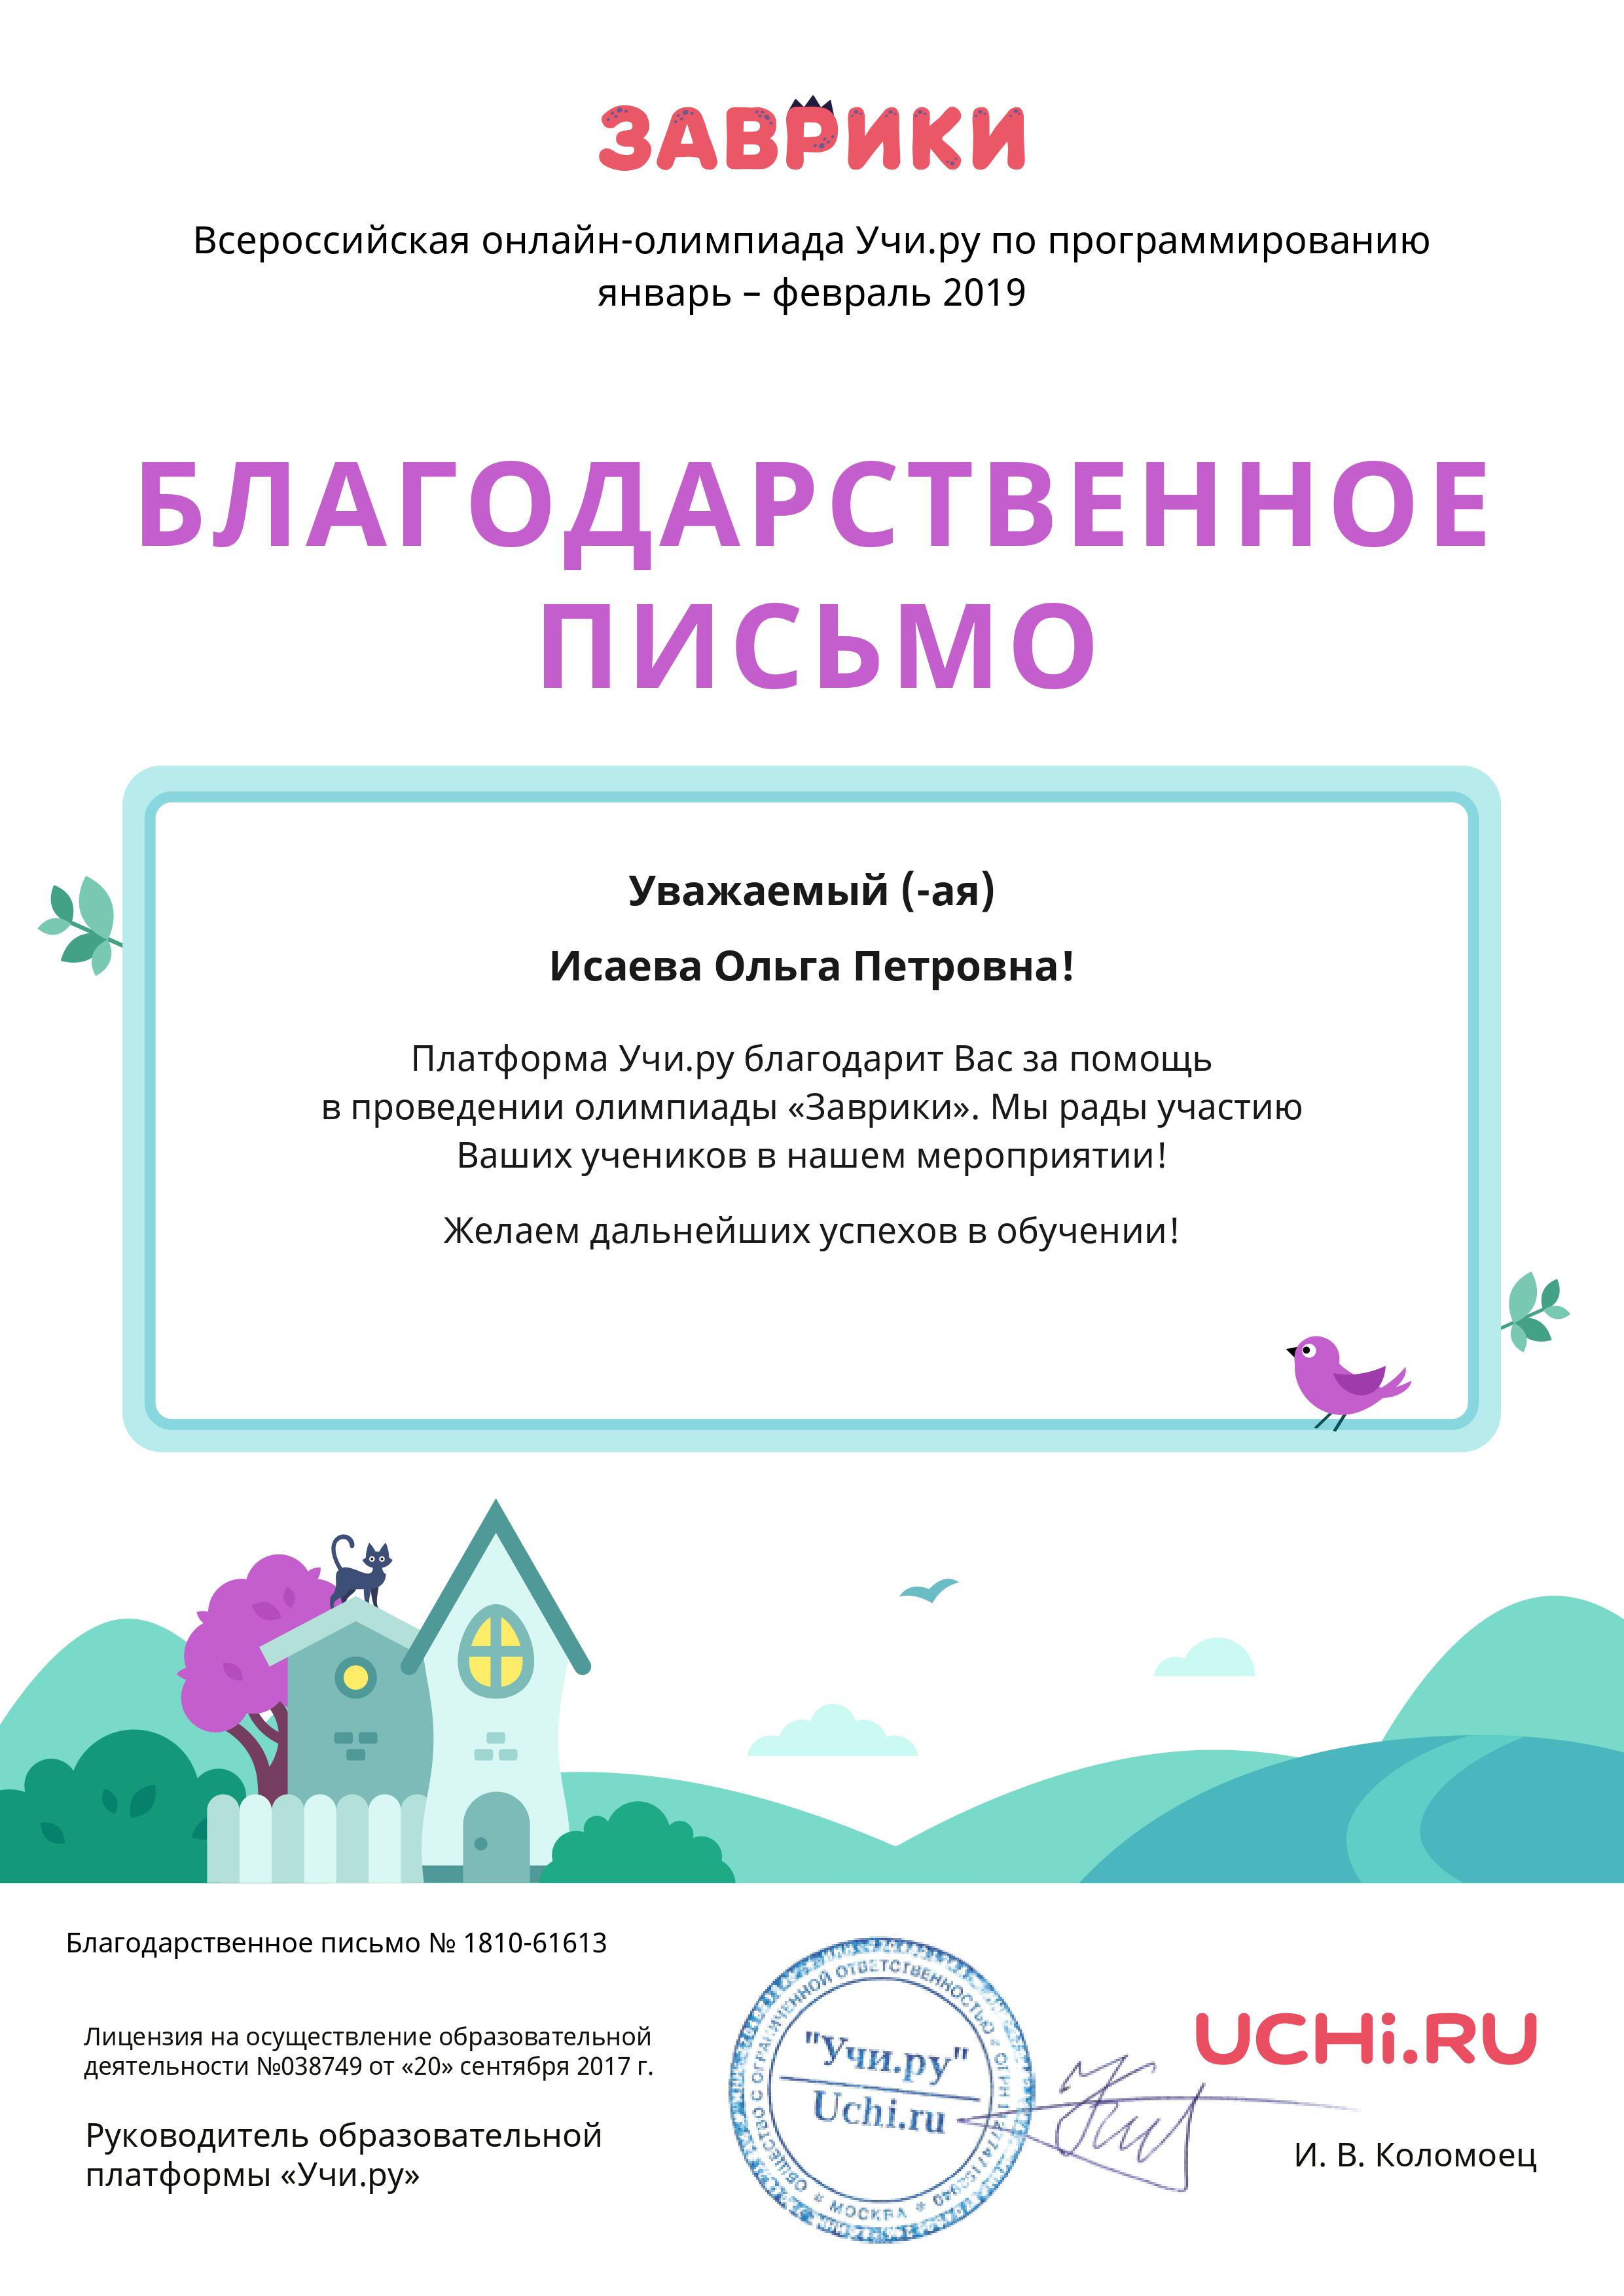 ЗАВРИКИ
Всероссийская онлайн-олимпиада Учи.ру по программированию
январь – февраль 2019
БЛАГОДАРСТВЕННОЕ
ПИСЬМО
Уважаемый (-ая)
Исаева Ольга Петровна!
Платформа Учи.ру благодарит Вас за помощь
в проведении олимпиады «Заврики». Мы рады участию
Ваших учеников в нашем мероприятии!
Желаем дальнейших успехов в обучении!
Благодарственное письмо № 1810-61613
Лицензия на осуществление образовательной
деятельности №038749 от «20» сентября 2017 г.
Руководитель образовательной
платформы «Учи.ру»
ОБЩЕСТВО С ОГРАНИЧЕННОЙ ОТВЕТСТВЕННОСТЬЮ
"Учи.ру"
Uchi.ru
МОСКВА
UCHi.RU
И. В. Коломоец